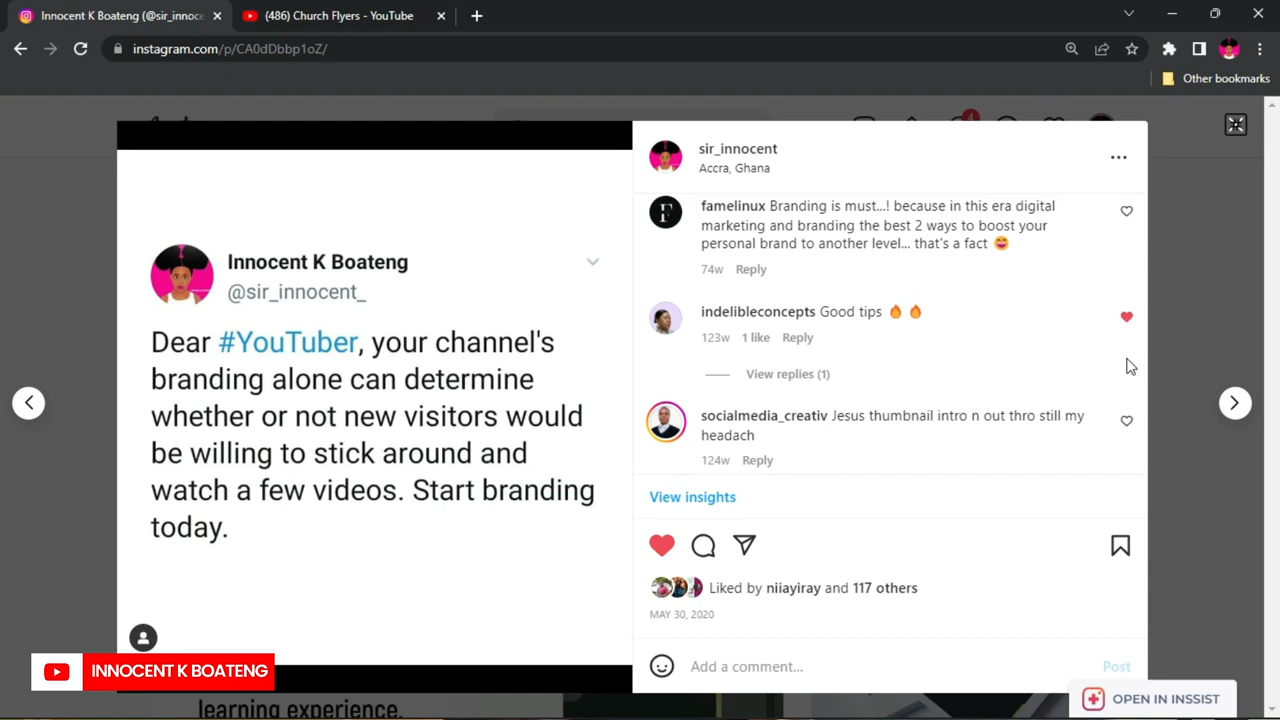 Innocent K Boateng (@sir_innoce
(486) Church Flyers - YouTube
instagram.com/p/CA0dDbbp1oZ/
Other bookmarks
4
Innocent K Boateng
@sir_innocent_
Dear #YouTuber, your channel's
branding alone can determine
whether or not new visitors would
be willing to stick around and
watch a few videos. Start branding
today.
INNOCENT K BOATENG
learning experience.
sir_innocent
Accra, Ghana
F
famelinux Branding is must...! because in this era digital
marketing and branding the best 2 ways to boost your
personal brand to another level... that's a fact 😄
74w Reply
indelibleconcepts Good tips 🔥 🔥
123w 1 like Reply
View replies (1)
socialmedia_creativ Jesus thumbnail intro n out thro still my
headach
124w Reply
View insights
Liked by niiayiray and 117 others
MAY 30, 2020
Add a comment...
Post
OPEN IN INSSIST